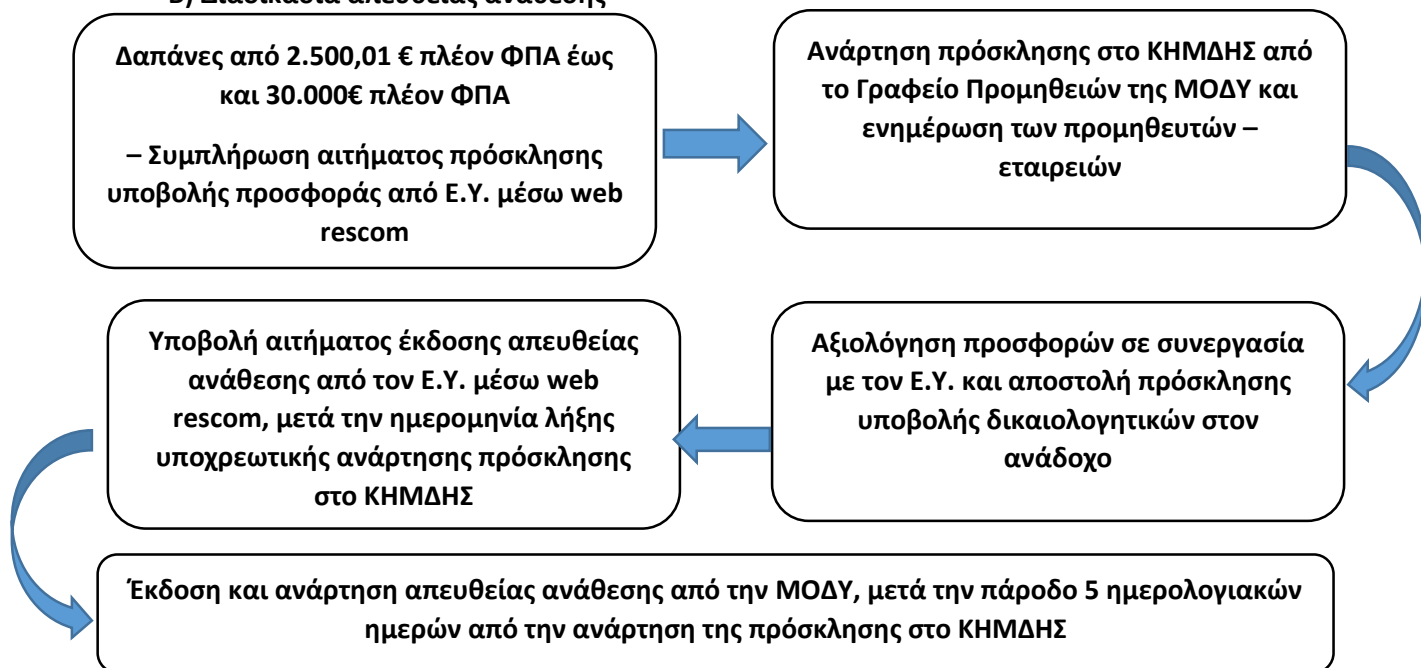 Δαπάνες από 2.500,01 € πλέον ΦΠΑ έως
και 30.000€ πλέον ΦΠΑ
– Συμπλήρωση αιτήματος πρόσκλησης
υποβολής προσφοράς από Ε.Υ. μέσω web
rescom
Ανάρτηση πρόσκλησης στο ΚΗΜΔΗΣ από
το Γραφείο Προμηθειών της ΜΟΔΥ και
ενημέρωση των προμηθευτών –
εταιρειών
Αξιολόγηση προσφορών σε συνεργασία
με τον Ε.Υ. και αποστολή πρόσκλησης
υποβολής δικαιολογητικών στον
ανάδοχο
Υποβολή αιτήματος έκδοσης απευθείας
ανάθεσης από τον Ε.Υ. μέσω web
rescom, μετά την ημερομηνία λήξης
υποχρεωτικής ανάρτησης πρόσκλησης
στο ΚΗΜΔΗΣ
Έκδοση και ανάρτηση απευθείας ανάθεσης από την ΜΟΔΥ, μετά την πάροδο 5 ημερολογιακών
ημερών από την ανάρτηση της πρόσκλησης στο ΚΗΜΔΗΣ